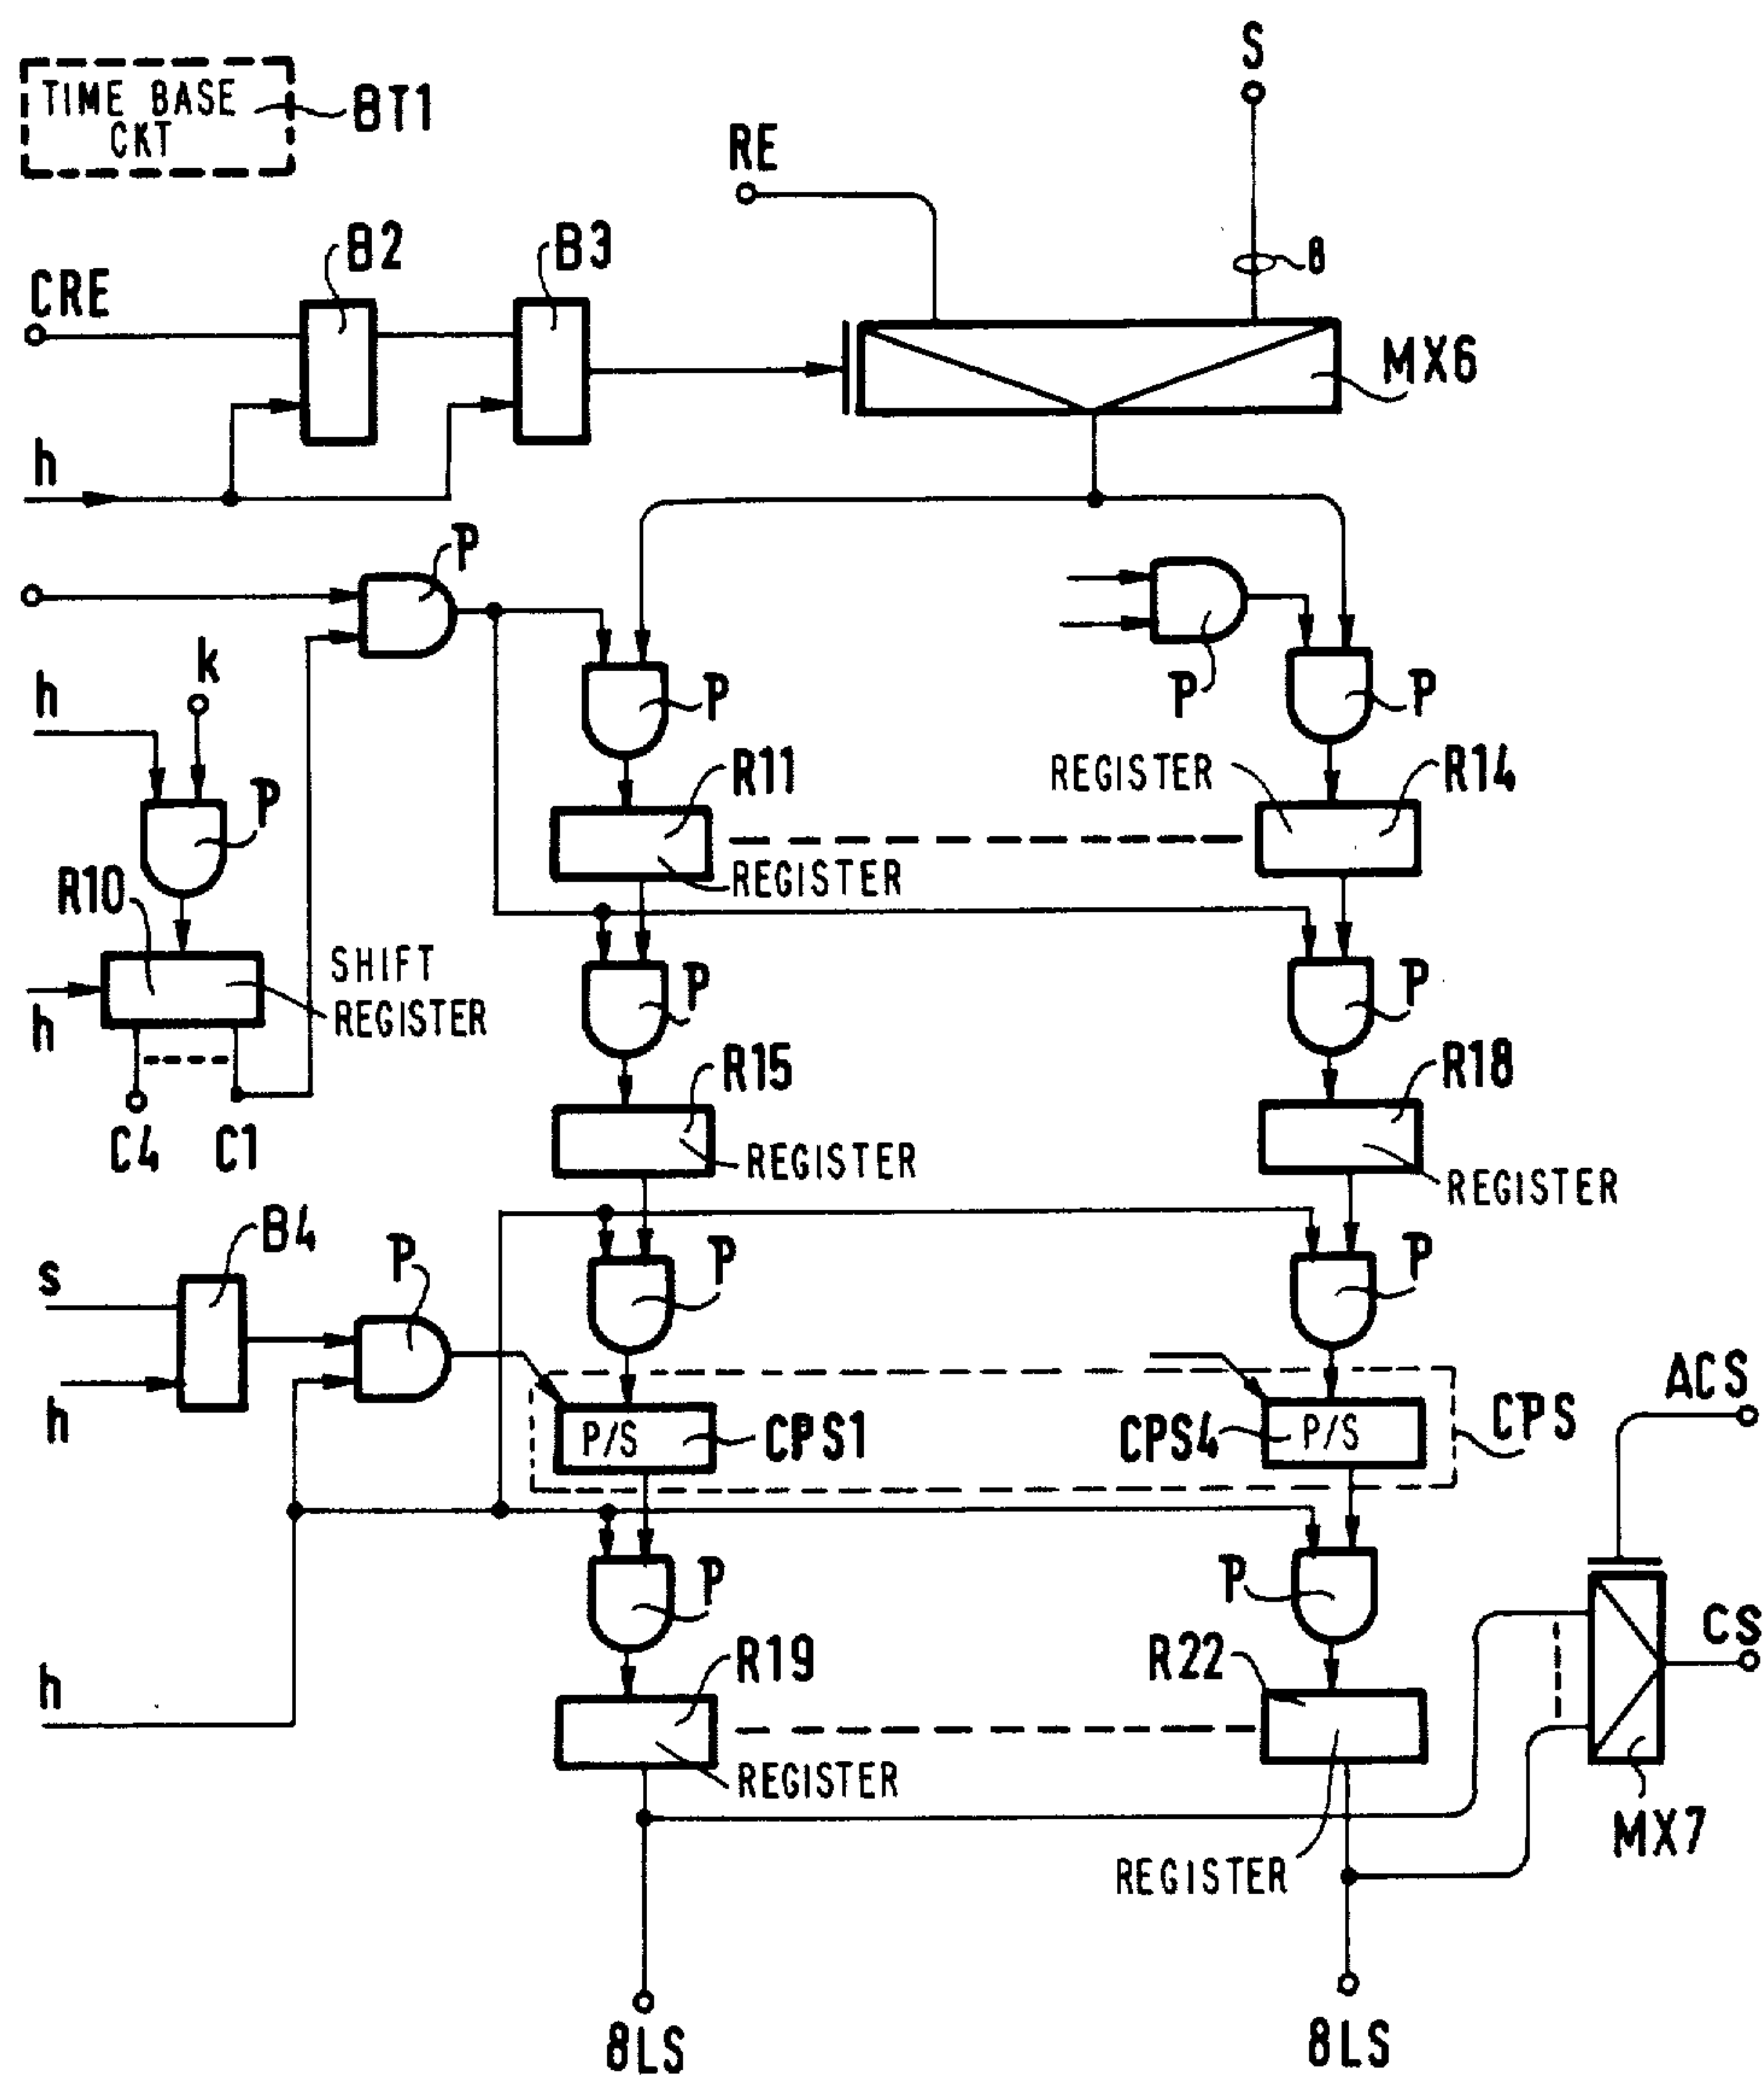 S
TIME BASE
CKT
BT1
RE
B2
B3
8
CRE
MX6
h
P
k
h
P
P
P
P
R11
REGISTER
R14
R10
REGISTER
SHIFT
REGISTER
h
P
P
R15
R18
C4
C1
REGISTER
REGISTER
B4
P
P
P
s
h
ACS
P/S
CPS1
CPS4
P/S
CPS
P
P
CS
h
R19
R22
REGISTER
MX7
REGISTER
8LS
8LS